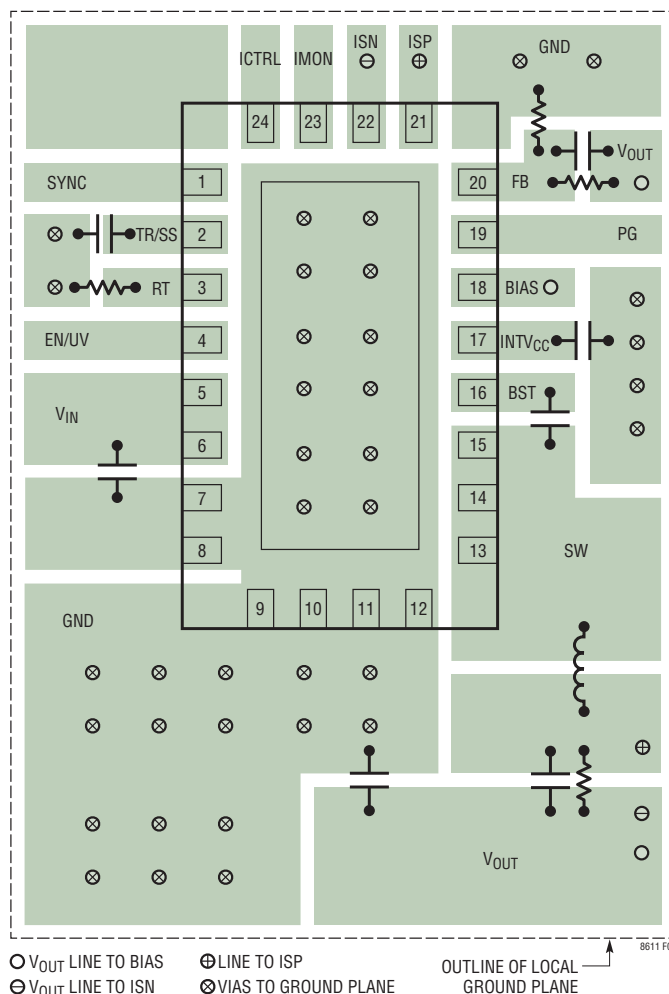 ISN ISP
ICTRL IMON GND
24 23 22 21
VOUT
SYNC 1 20 FB
TR/SS 2 19 PG
RT 3 18 BIAS
EN/UV 4 17 INTVCC
5 16 BST
VIN
6 15
7 14
8 13 SW
9 10 11 12
GND
VOUT
8611 F0
VOUT LINE TO BIAS LINE TO ISP OUTLINE OF LOCAL
VOUT LINE TO ISN VIAS TO GROUND PLANE GROUND PLANE